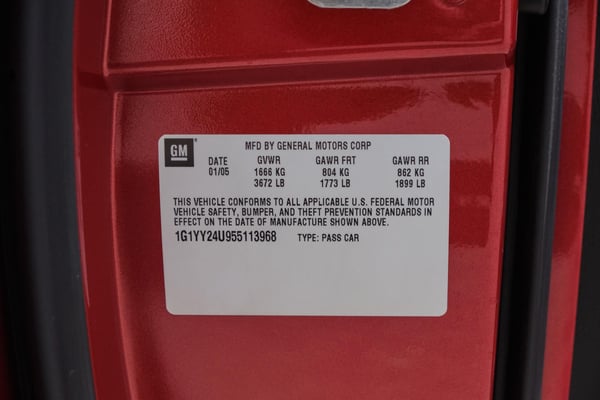 GM
MFD BY GENERAL MOTORS CORP
DATE GVWR GAWR FRT GAWR RR
01/05 1666 KG 804 KG 862 KG
3672 LB 1773 LB 1899 LB
THIS VEHICLE CONFORMS TO ALL APPLICABLE U.S. FEDERAL MOTOR
VEHICLE SAFETY, BUMPER, AND THEFT PREVENTION STANDARDS IN
EFFECT ON THE DATE OF MANUFACTURE SHOWN ABOVE.
1G1YY24U955113968 TYPE: PASS CAR